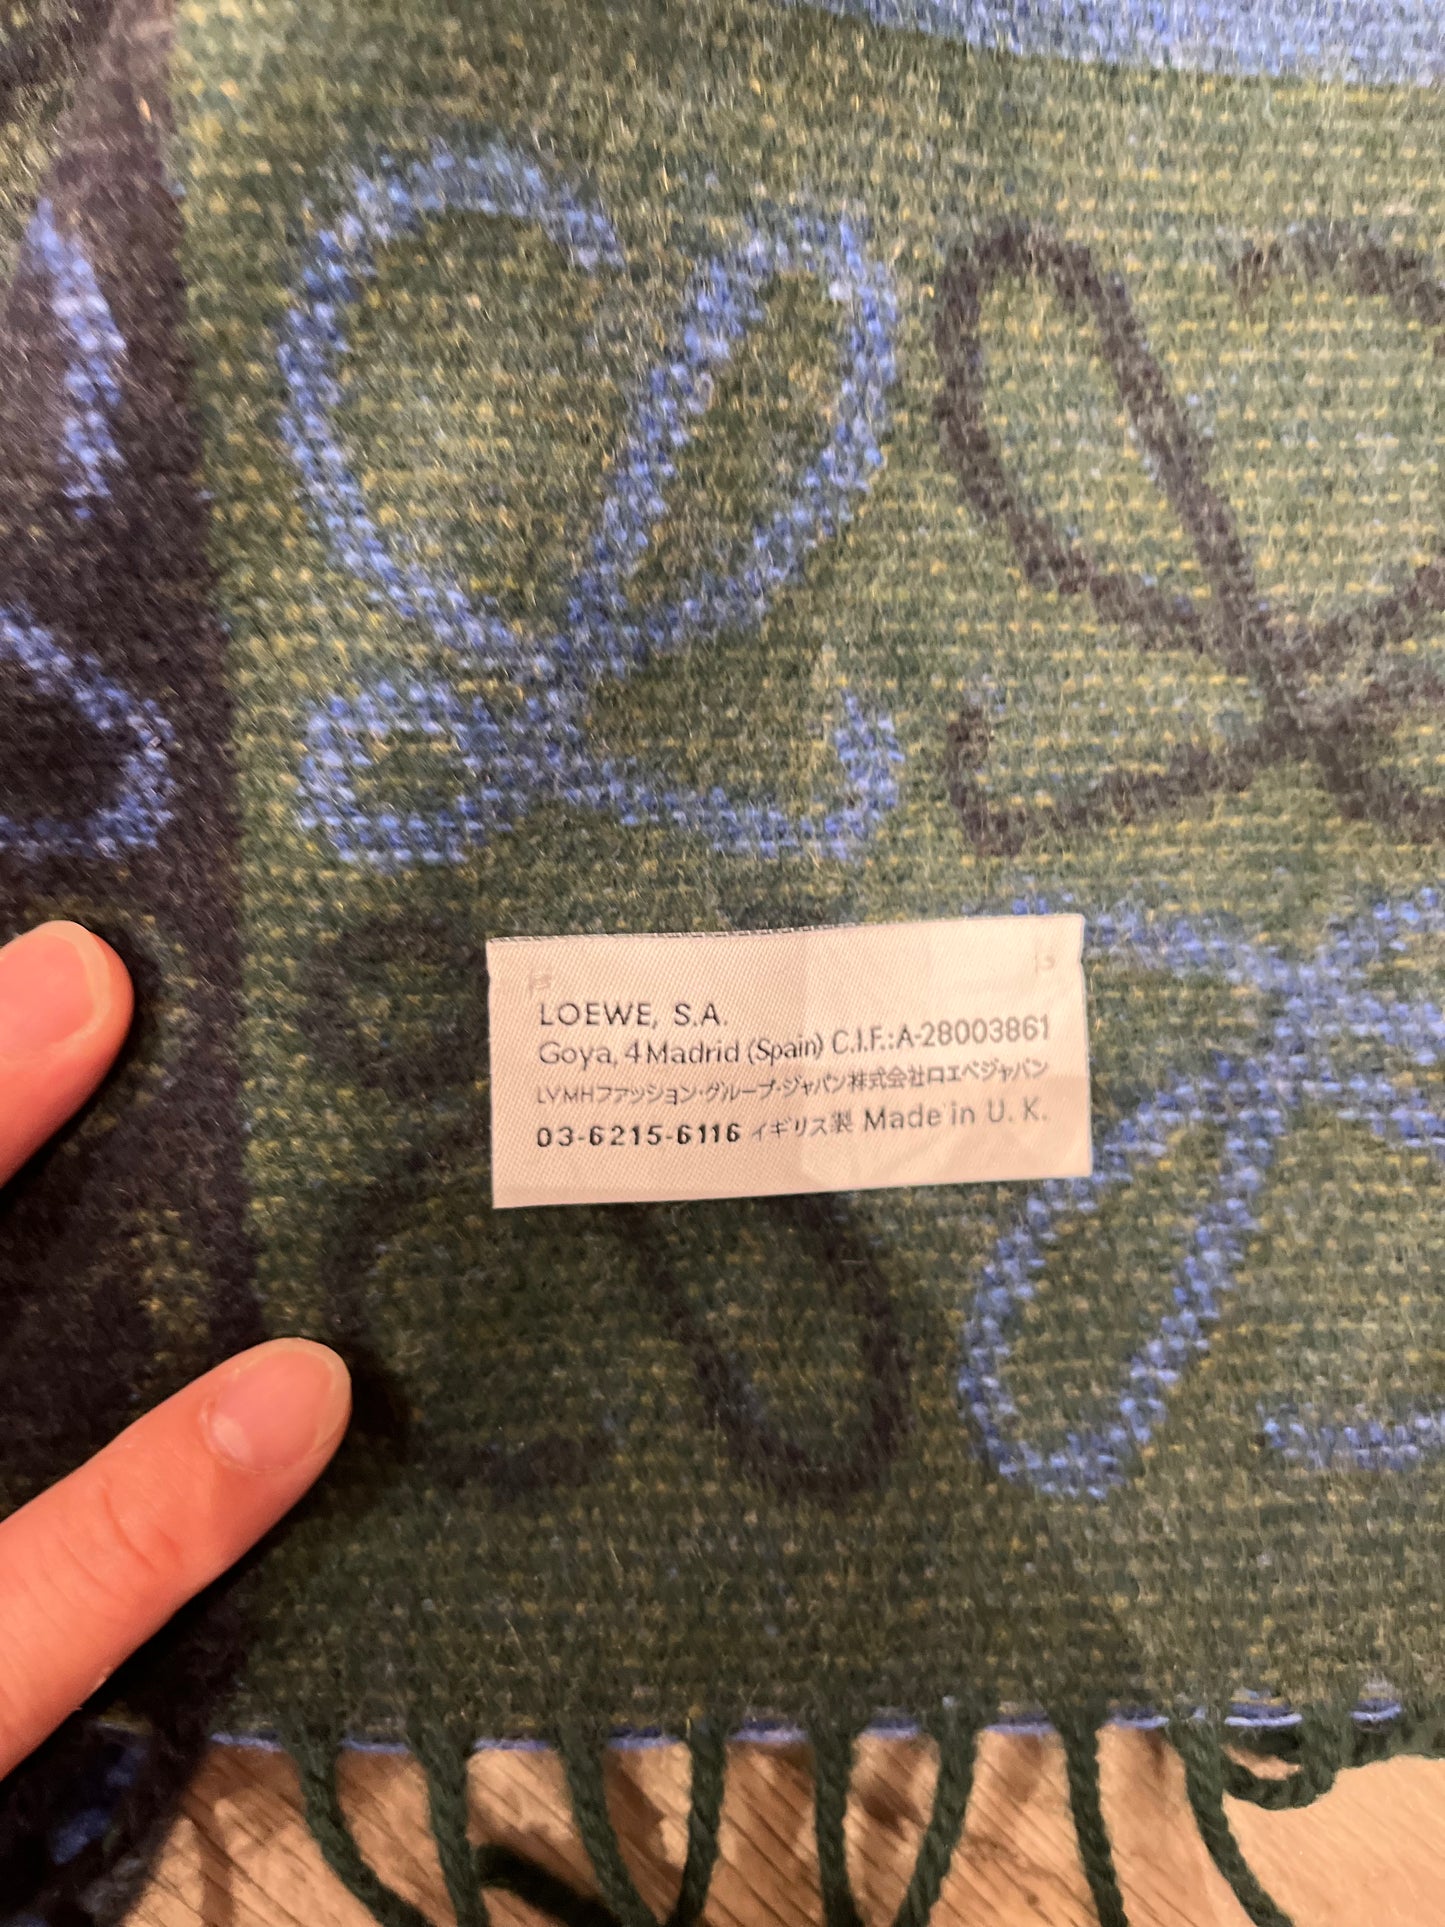 LOEWE, S.A.
Goya, 4 Madrid (Spain) C.I.F.: A-28003861
LVMHファッション・グループ・ジャパン株式会社ロエベジャパン
03-6215-6116 イギリス製 Made in U. K.